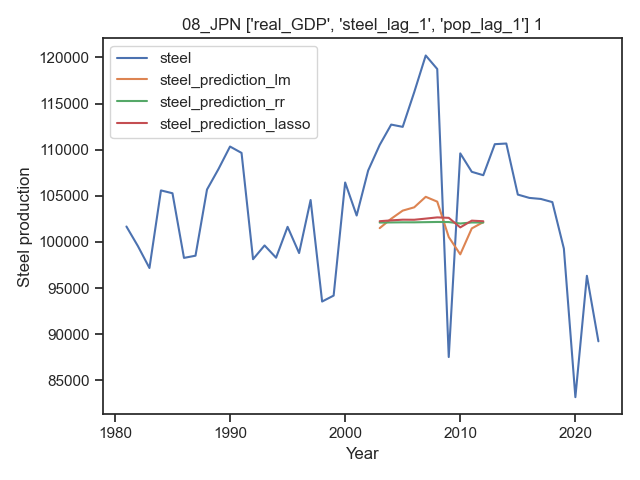 08_JPN ['real_GDP', 'steel_lag_1', 'pop_lag_1'] 1
steel
steel_prediction_lm
steel_prediction_rr
steel_prediction_lasso
Steel production
120000
115000
110000
105000
100000
95000
90000
85000
1980
1990
2000
2010
2020
Year